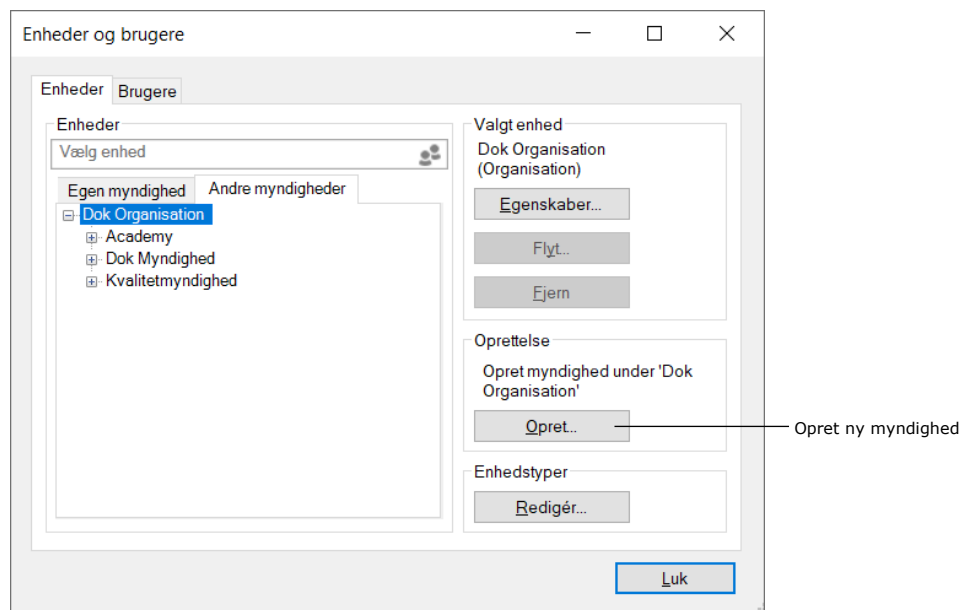 Enheder og brugere
Enheder
Brugere
Enheder
Vælg enhed
Egen myndighed
Andre myndigheder
Dok Organisation
Academy
Dok Myndighed
Kvalitetmyndighed
Valgt enhed
Dok Organisation
(Organisation)
Egenskaber...
Flyt...
Fjern
Oprettelse
Opret myndighed under 'Dok
Organisation'
Opret...
Opret ny myndighed
Enhedstyper
Redigér...
Luk